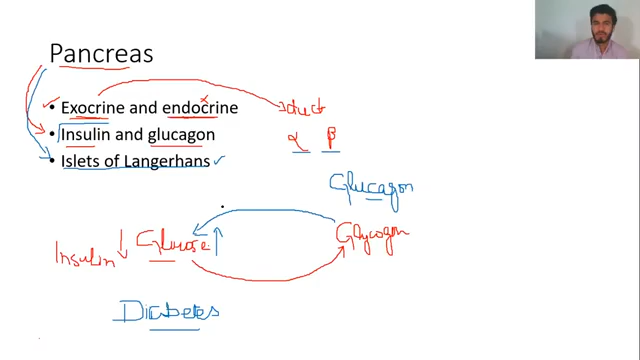 Pancreas
• Exocrine and endocrine
duct
• Insulin and glucagon
α β
• Islets of Langerhans
Glucagon
Insulin Glucose Glycogen
Diabetes